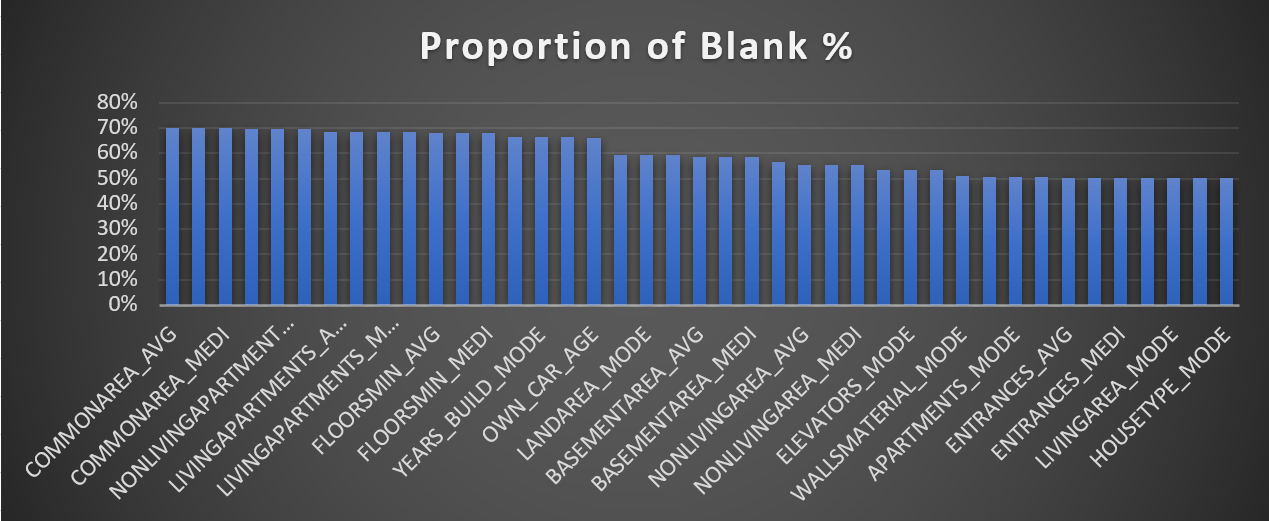 Proportion of Blank %
80%
70%
60%
50%
40%
30%
20%
10%
0%
COMMONAREA_AVG
COMMONAREA_MEDI
NONLIVINGAPARTMENT...
LIVINGAPARTMENTS_A...
LIVINGAPARTMENTS_M...
FLOORSMIN_AVG
FLOORSMIN_MEDI
YEARS_BUILD_MODE
OWN_CAR_AGE
LANDAREA_MODE
BASEMENTAREA_AVG
BASEMENTAREA_MEDI
NONLIVINGAREA_AVG
NONLIVINGAREA_MEDI
ELEVATORS_MODE
WALLSMATERIAL_MODE
APARTMENTS_MODE
ENTRANCES_AVG
ENTRANCES_MEDI
LIVINGAREA_MODE
HOUSETYPE_MODE